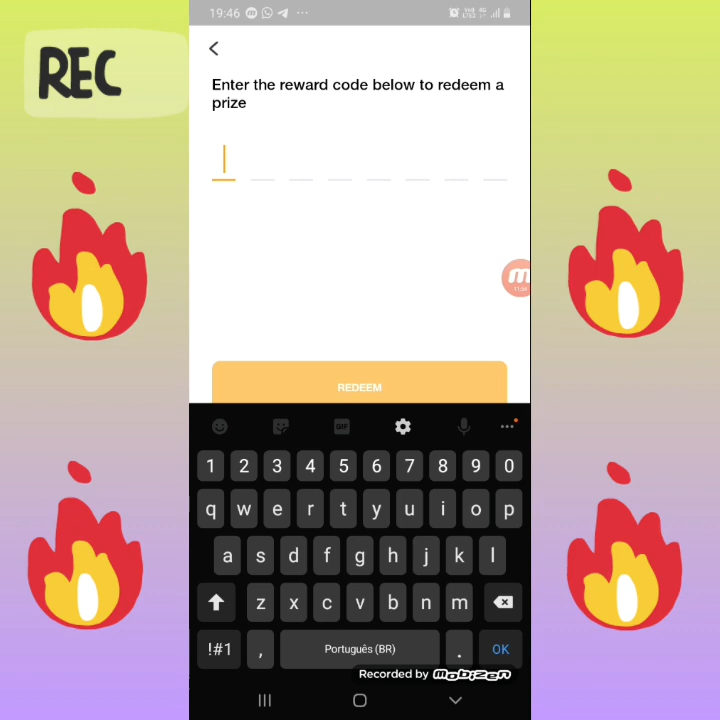 REC
19:46
Enter the reward code below to redeem a
prize
REDEEM
GIF
1 2 3 4 5 6 7 8 9 0
q w e r t y u i o p
a s d f g h j k l
z x c v b n m
!#1 , Português (BR) . OK
Recorded by mobizen